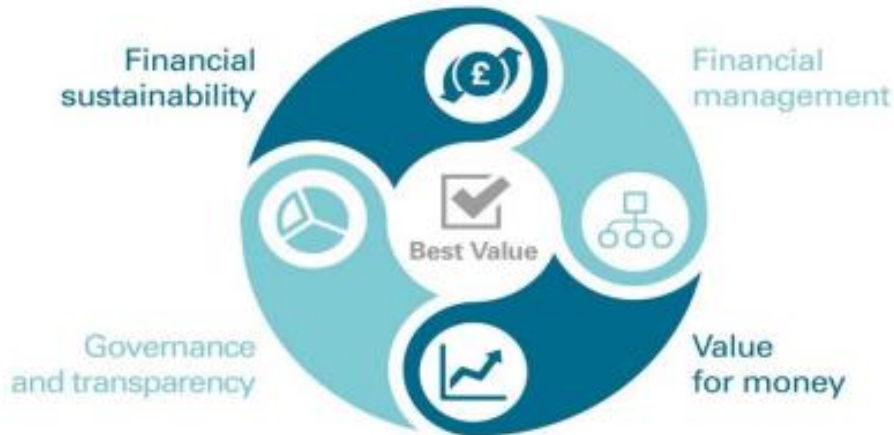 Financial
sustainability
Financial
management
£
Best Value
Governance
and transparency
Value
for money